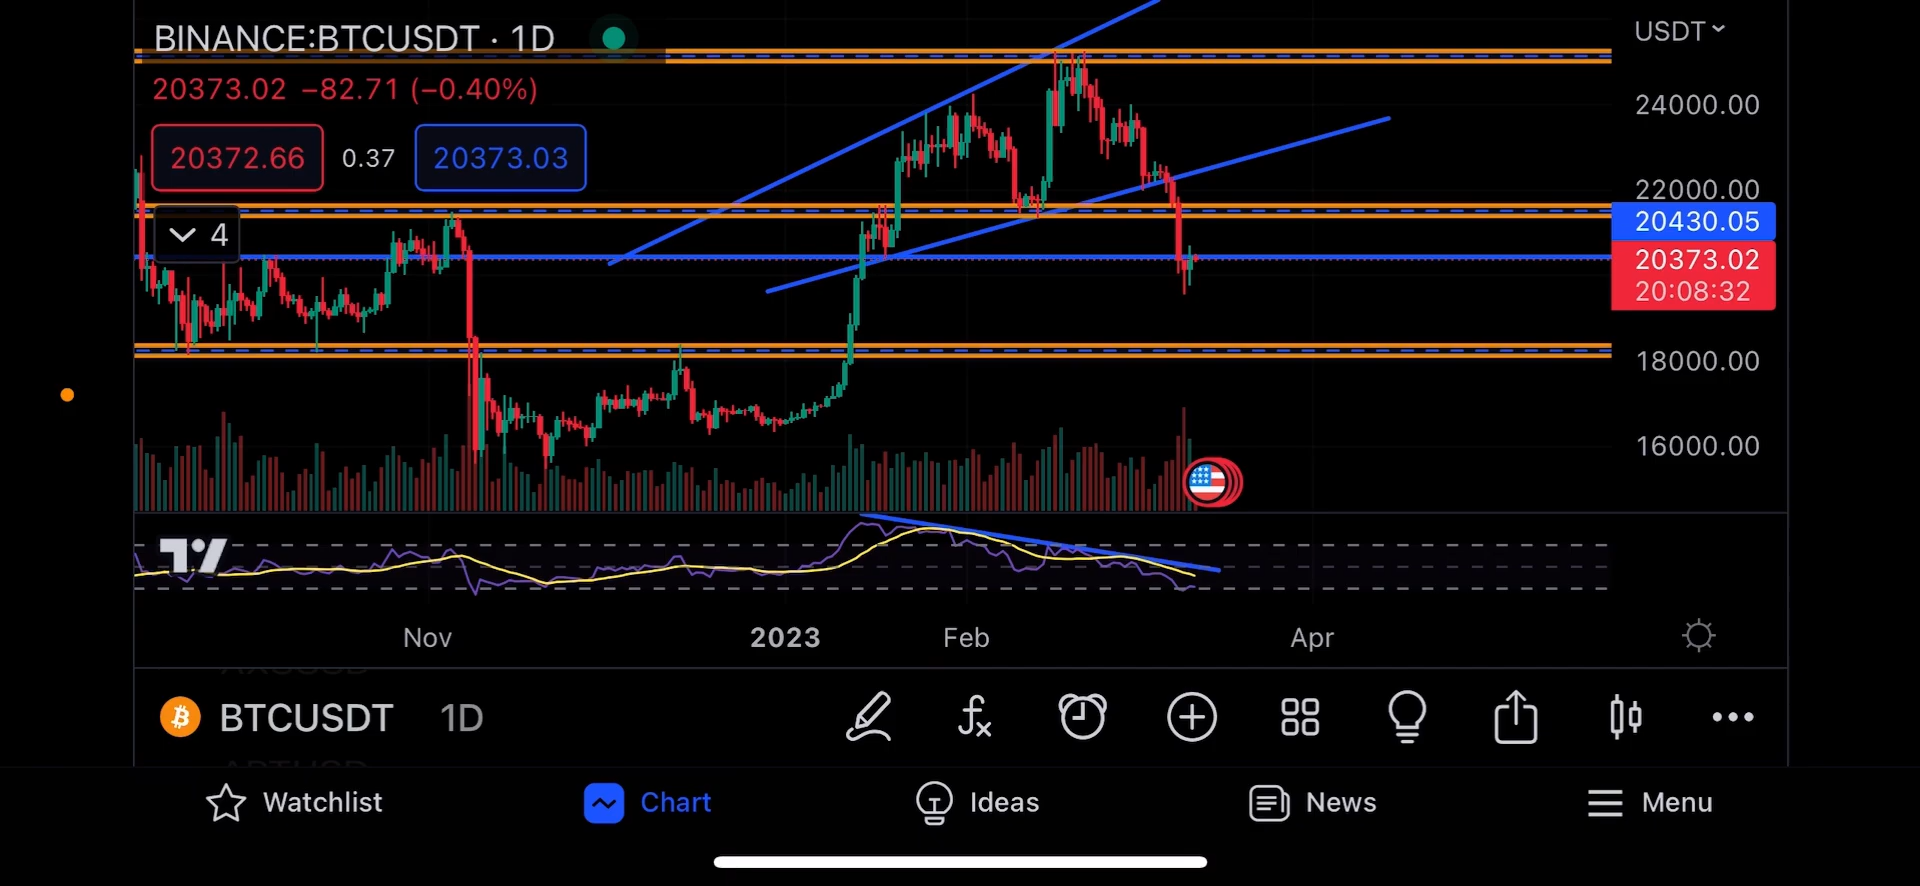 BINANCE:BTCUSDT · 1D
USDT
20373.02 −82.71 (−0.40%)
24000.00
20372.66 0.37 20373.03
22000.00
20430.05
4
20373.02
20:08:32
18000.00
16000.00
Nov 2023 Feb Apr
BTCUSDT 1D
Watchlist Chart Ideas News Menu